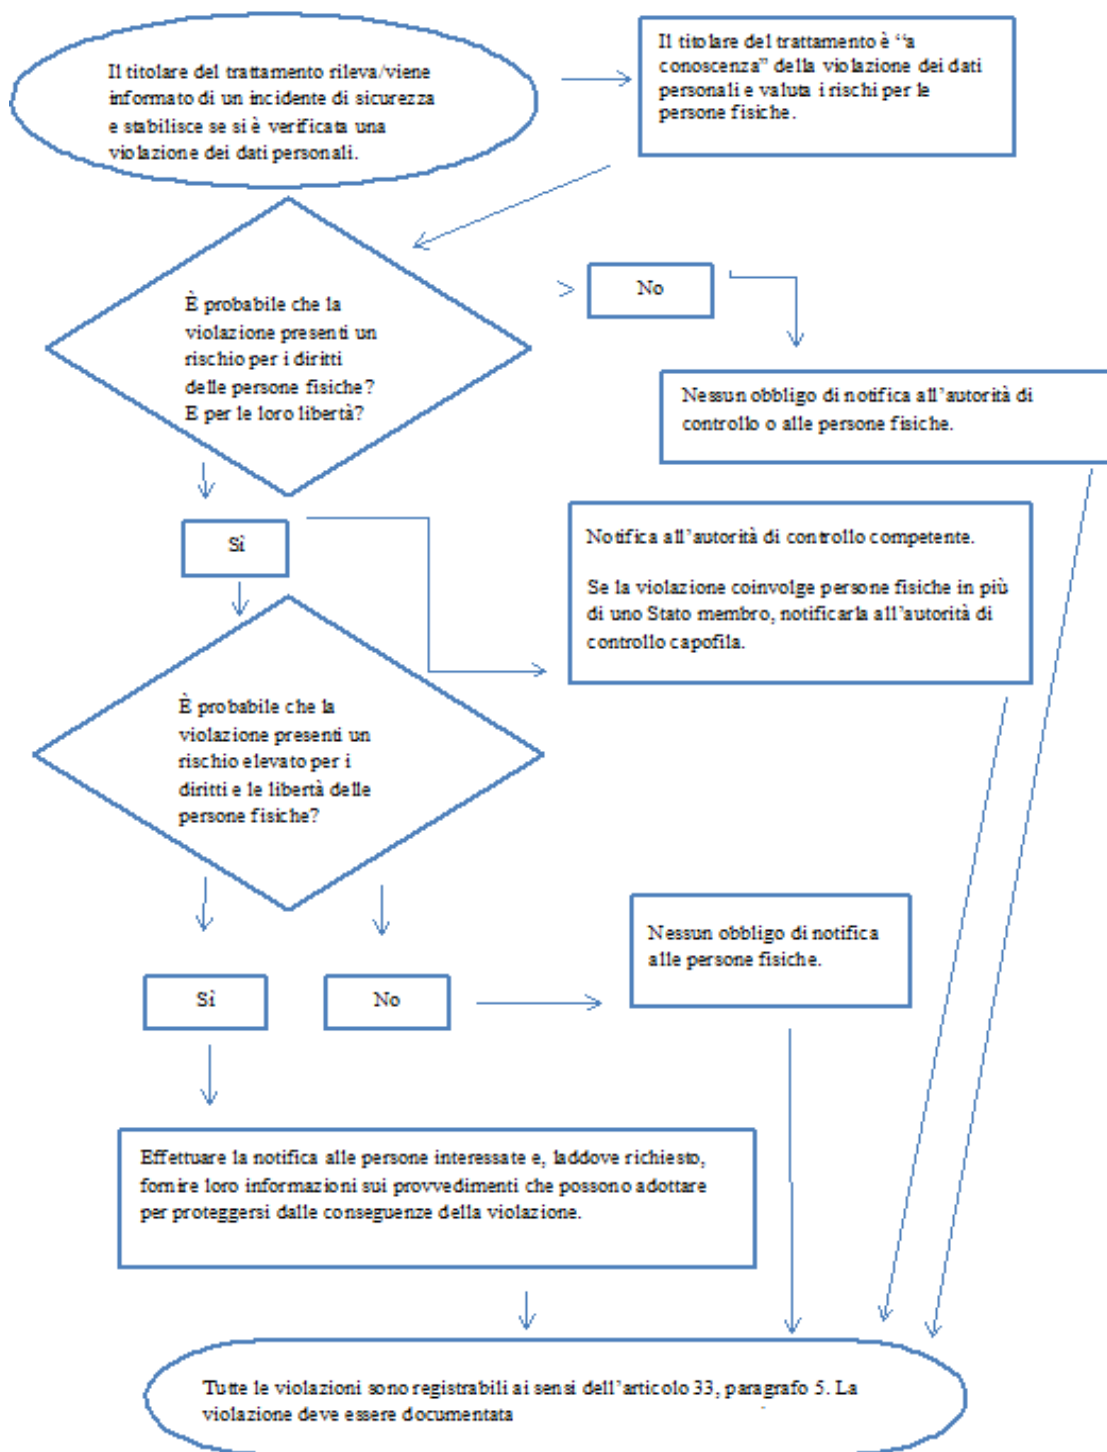 Il titolare del trattamento rileva/viene
informato di un incidente di sicurezza
e stabilisce se si è verificata una
violazione dei dati personali.
Il titolare del trattamento è “a
conoscenza” della violazione dei dati
personali e valuta i rischi per le
persone fisiche.
È probabile che la
violazione presenti un
rischio per i diritti
delle persone fisiche?
E per le loro libertà?
No
Nessun obbligo di notifica all’autorità di
controllo o alle persone fisiche.
Sì
Notifica all’autorità di controllo competente.
Se la violazione coinvolge persone fisiche in più
di uno Stato membro, notificarla all’autorità di
controllo capofila.
È probabile che la
violazione presenti un
rischio elevato per i
diritti e le libertà delle
persone fisiche?
Sì
No
Nessun obbligo di notifica
alle persone fisiche.
Effettuare la notifica alle persone interessate e, laddove richiesto,
fornire loro informazioni sui provvedimenti che possono adottare
per proteggersi dalle conseguenze della violazione.
Tutte le violazioni sono registrabili ai sensi dell’articolo 33, paragrafo 5. La
violazione deve essere documentata